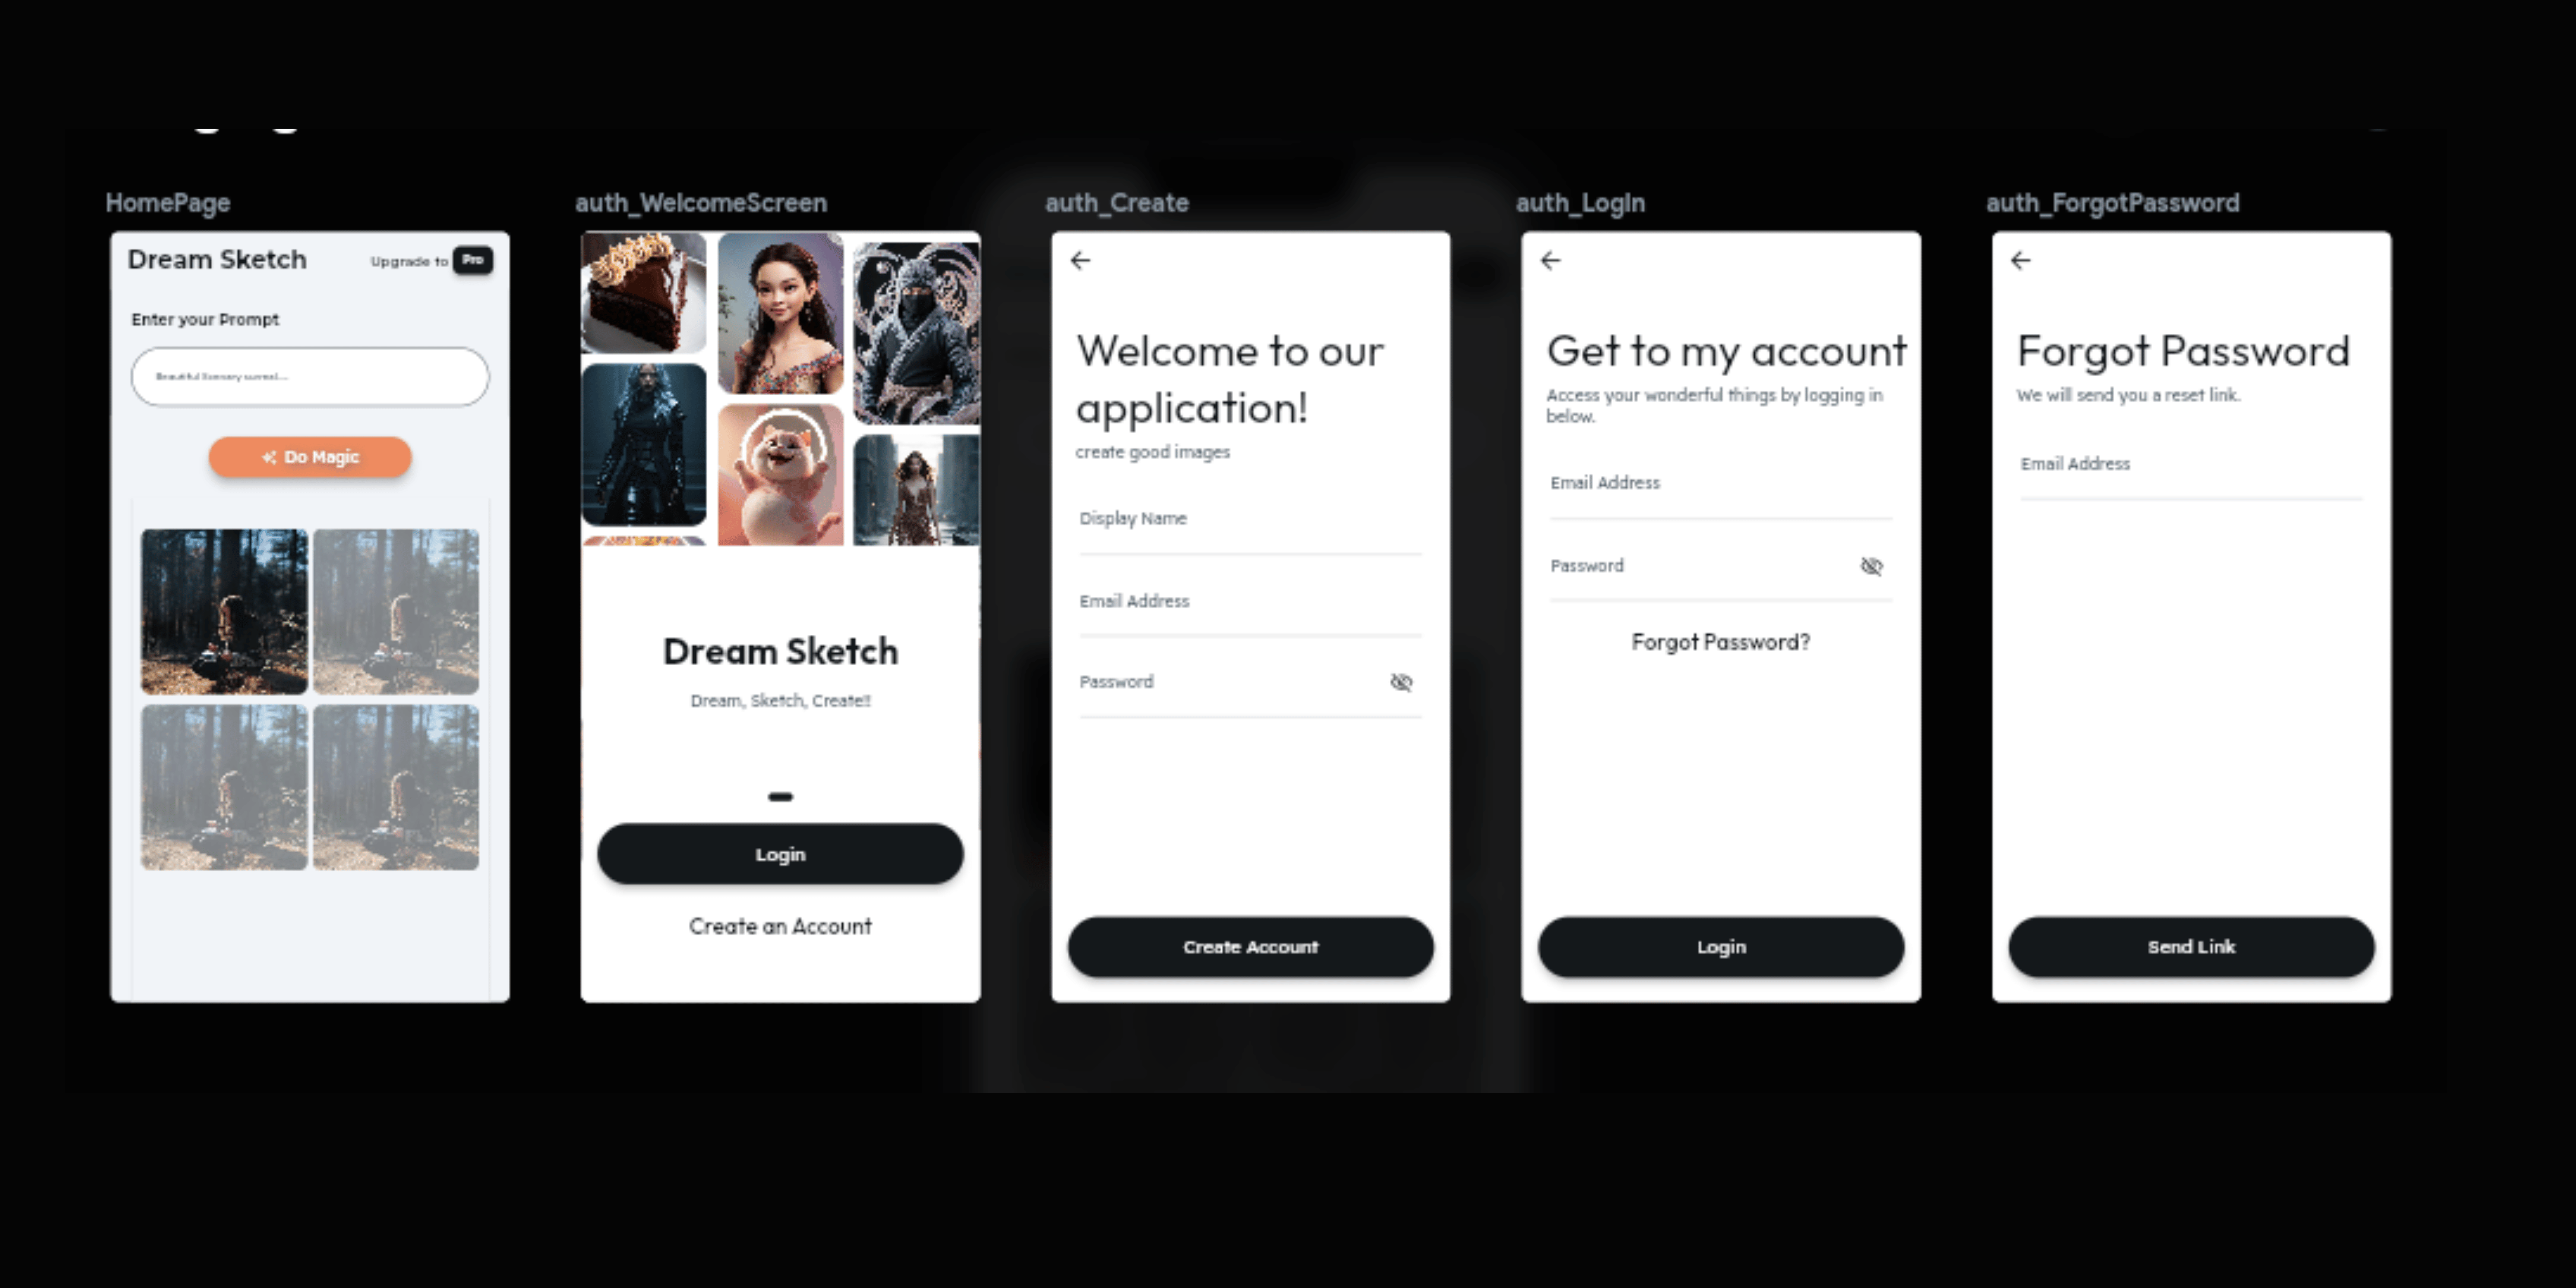 HomePage
Dream Sketch
Upgrade to Pro
Enter your Prompt
Beautiful Scenery surreal....
Do Magic
auth_WelcomeScreen
Dream Sketch
Dream, Sketch, Create!!
Login
Create an Account
auth_Create
Welcome to our
application!
create good images
Display Name
Email Address
Password
Create Account
auth_LogIn
Get to my account
Access your wonderful things by logging in
below.
Email Address
Password
Forgot Password?
Login
auth_ForgotPassword
Forgot Password
We will send you a reset link.
Email Address
Send Link